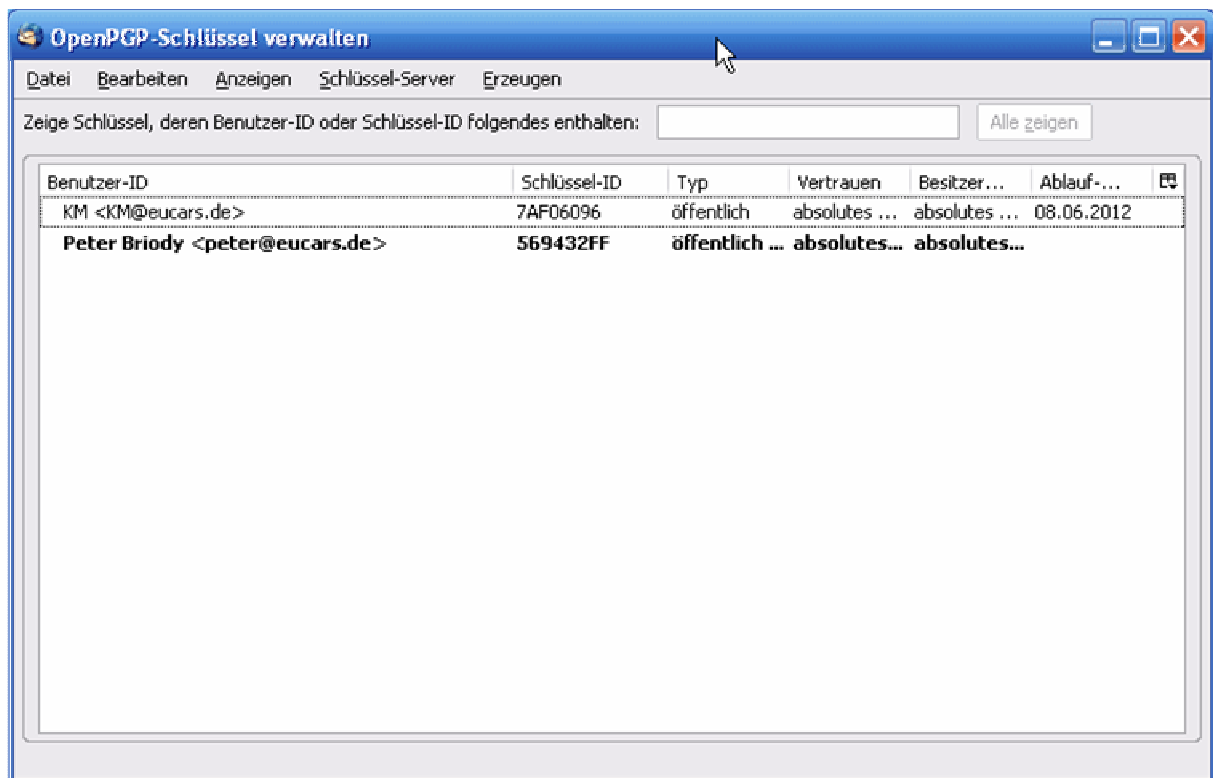 OpenPGP-Schlüssel verwalten
Datei Bearbeiten Anzeigen Schlüssel-Server Erzeugen
Zeige Schlüssel, deren Benutzer-ID oder Schlüssel-ID folgendes enthalten: Alle zeigen
Benutzer-ID Schlüssel-ID Typ Vertrauen Besitzer... Ablauf-...
KM <KM@eucars.de> 7AF06096 öffentlich absolutes ... absolutes ... 08.06.2012
Peter Briody <peter@eucars.de> 569432FF öffentlich ... absolutes... absolutes...